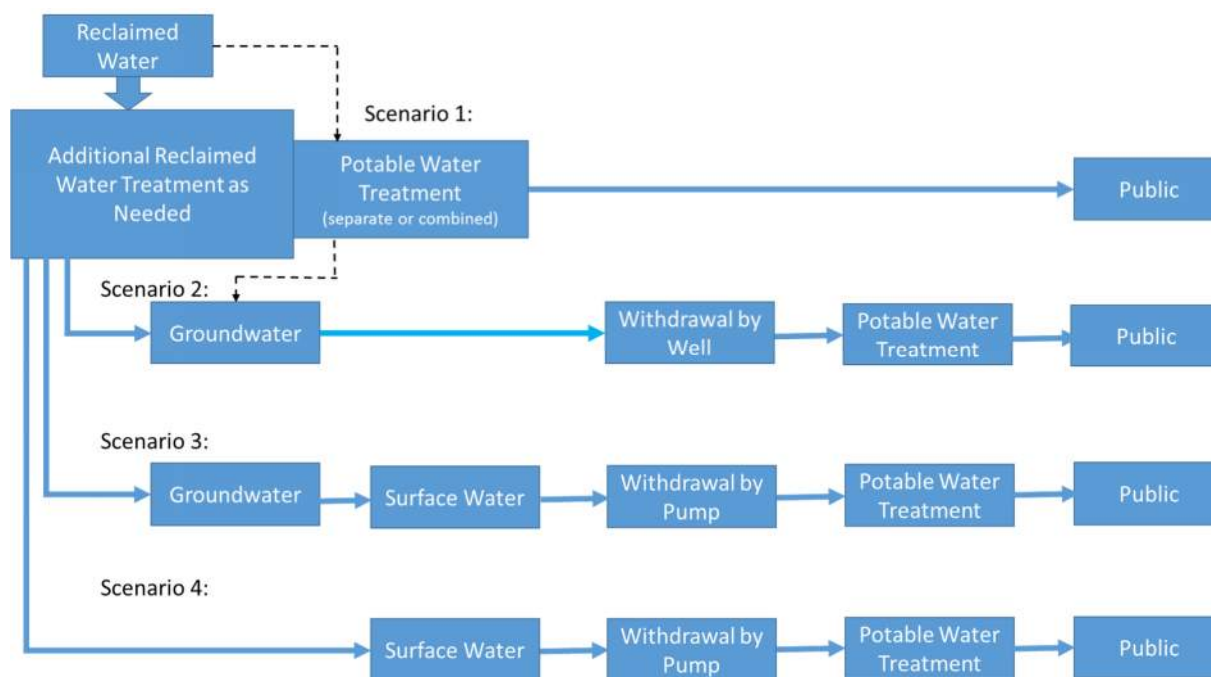 Reclaimed
Water
Scenario 1:
Additional Reclaimed
Water Treatment as
Needed
Potable Water
Treatment
(separate or combined)
Public
Scenario 2:
Groundwater
Withdrawal by
Well
Potable Water
Treatment
Public
Scenario 3:
Groundwater
Surface Water
Withdrawal by
Pump
Potable Water
Treatment
Public
Scenario 4:
Surface Water
Withdrawal by
Pump
Potable Water
Treatment
Public